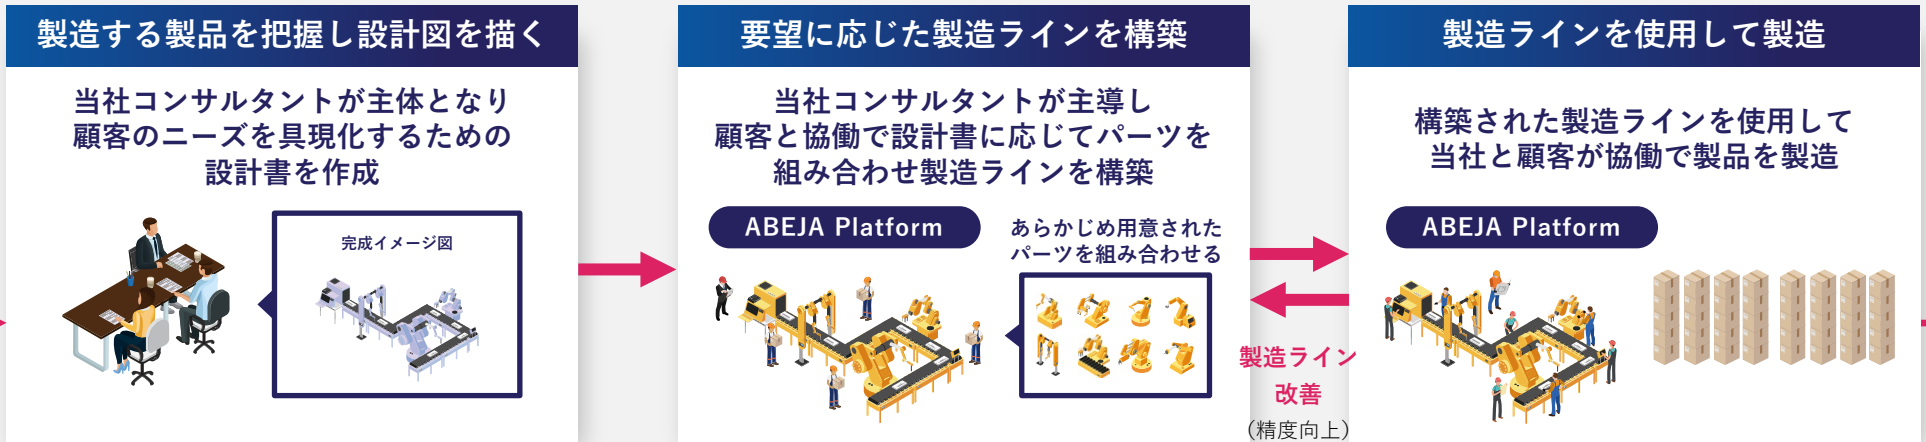 製造する製品を把握し設計図を描く
当社コンサルタントが主体となり
顧客のニーズを具現化するための
設計書を作成
完成イメージ図
要望に応じた製造ラインを構築
当社コンサルタントが主導し
顧客と協働で設計書に応じてパーツを
組み合わせ製造ラインを構築
ABEJA Platform
あらかじめ用意された
パーツを組み合わせる
製造ライン
改善
（精度向上）
製造ラインを使用して製造
構築された製造ラインを使用して
当社と顧客が協働で製品を製造
ABEJA Platform